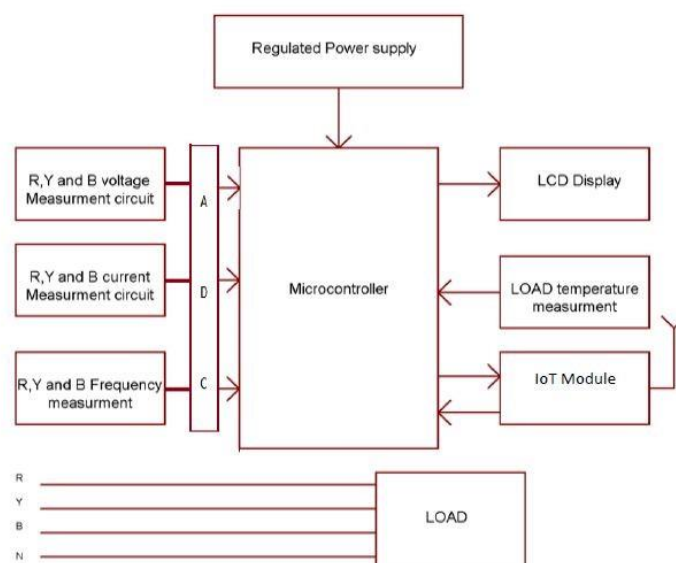 Regulated Power supply
R,Y and B voltage
Measurment circuit
A
LCD Display
R,Y and B current
Measurment circuit
D
Microcontroller
LOAD temperature
measurment
R,Y and B Frequency
measurment
C
IoT Module
R
Y
B
N
LOAD